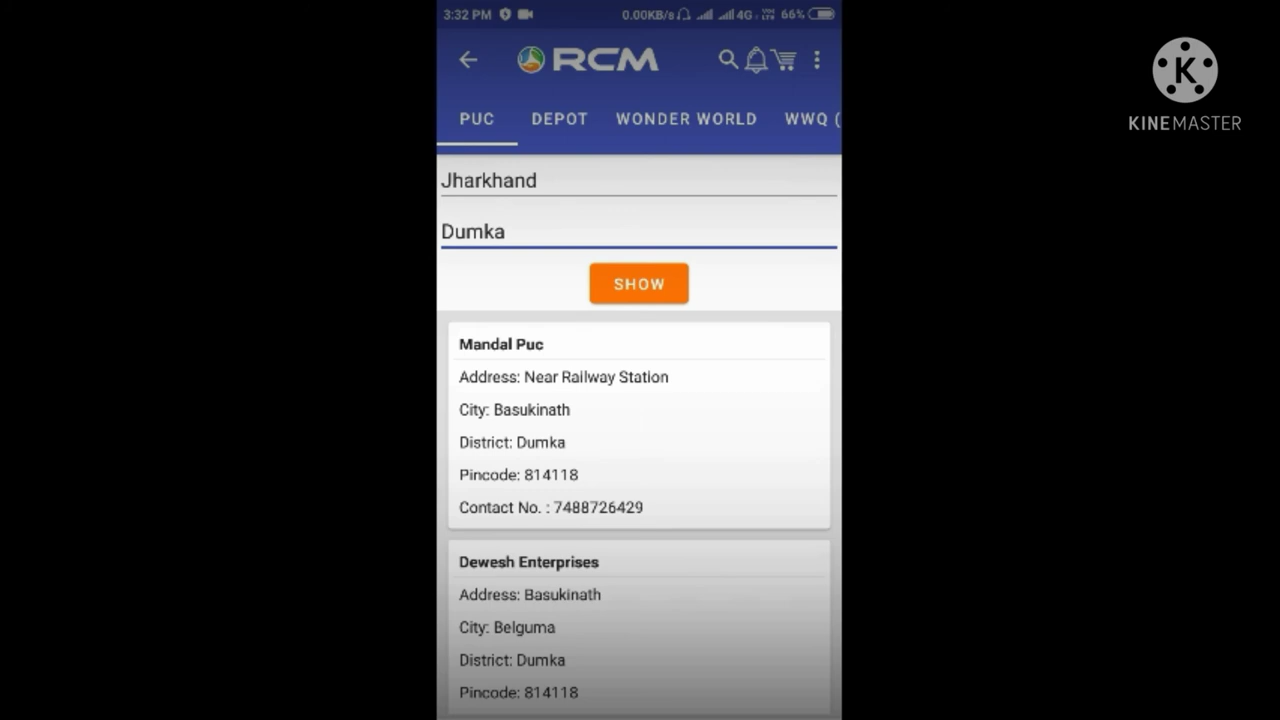 3:32 PM 0.00KB/s 4G 66%
RCM
PUC DEPOT WONDER WORLD WWQ (
Jharkhand
Dumka
SHOW
Mandal Puc
Address: Near Railway Station
City: Basukinath
District: Dumka
Pincode: 814118
Contact No. : 7488726429
Dewesh Enterprises
Address: Basukinath
City: Belguma
District: Dumka
Pincode: 814118
K
KINEMASTER